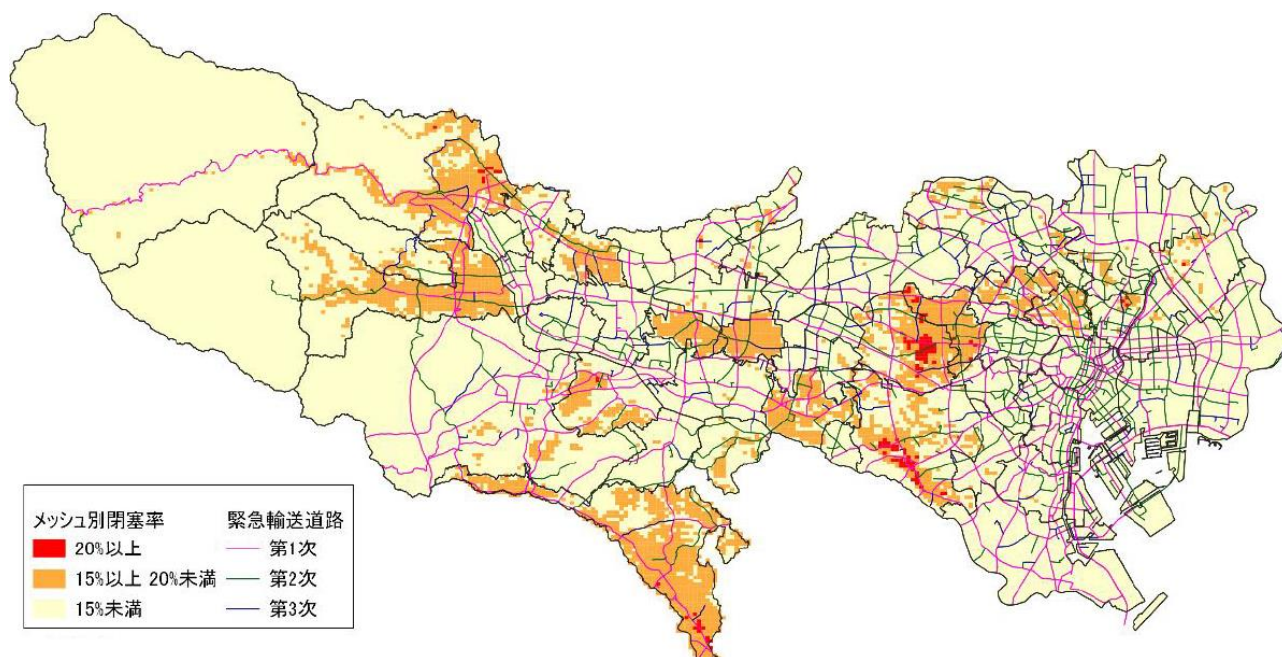 メッシュ別閉塞率
20%以上
15%以上 20%未満
15%未満
緊急輸送道路
第1次
第2次
第3次